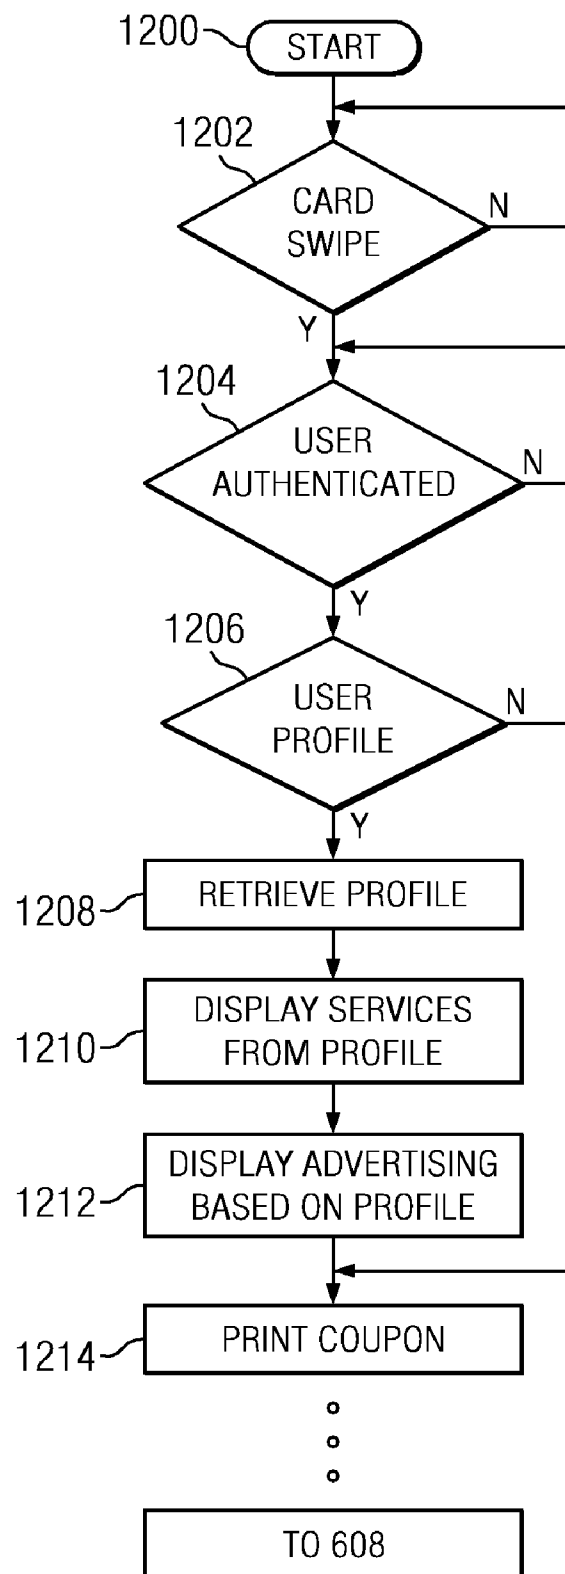 1200
START
1202
CARD
SWIPE
N
Y
1204
USER
AUTHENTICATED
N
Y
1206
USER
PROFILE
N
Y
1208
RETRIEVE PROFILE
1210
DISPLAY SERVICES
FROM PROFILE
1212
DISPLAY ADVERTISING
BASED ON PROFILE
1214
PRINT COUPON
TO 608